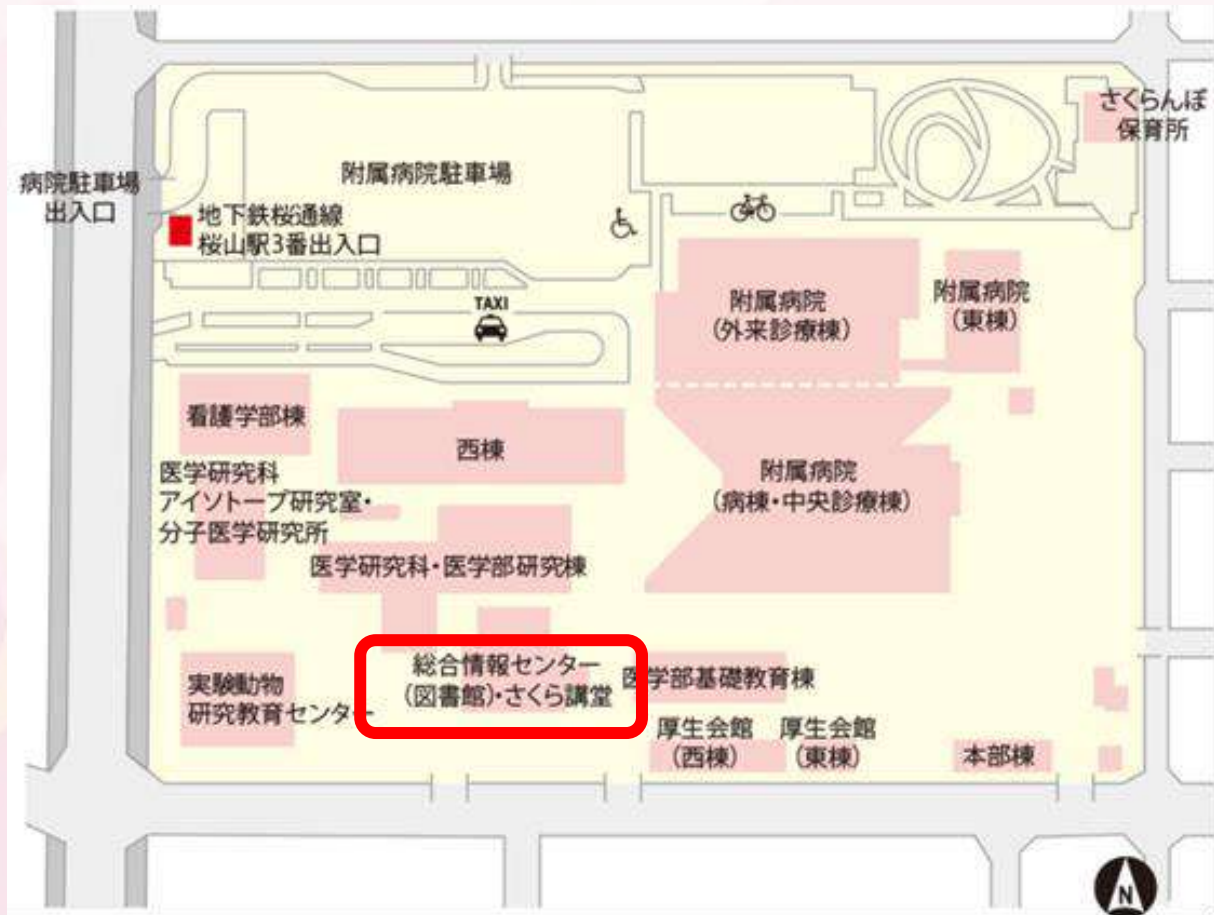 さくらんぼ
保育所
病院駐車場
出入口
附属病院駐車場
地下鉄桜通線
桜山駅3番出入口
TAXI
附属病院
(外来診療棟)
附属病院
(東棟)
看護学部棟
西棟
附属病院
(病棟・中央診療棟)
医学研究科
アイソトープ研究室・
分子医学研究所
医学研究科・医学部研究棟
実験動物
研究教育センター
総合情報センター
(図書館)・さくら講堂
医学部基礎教育棟
厚生会館
(西棟)
厚生会館
(東棟)
本部棟
N